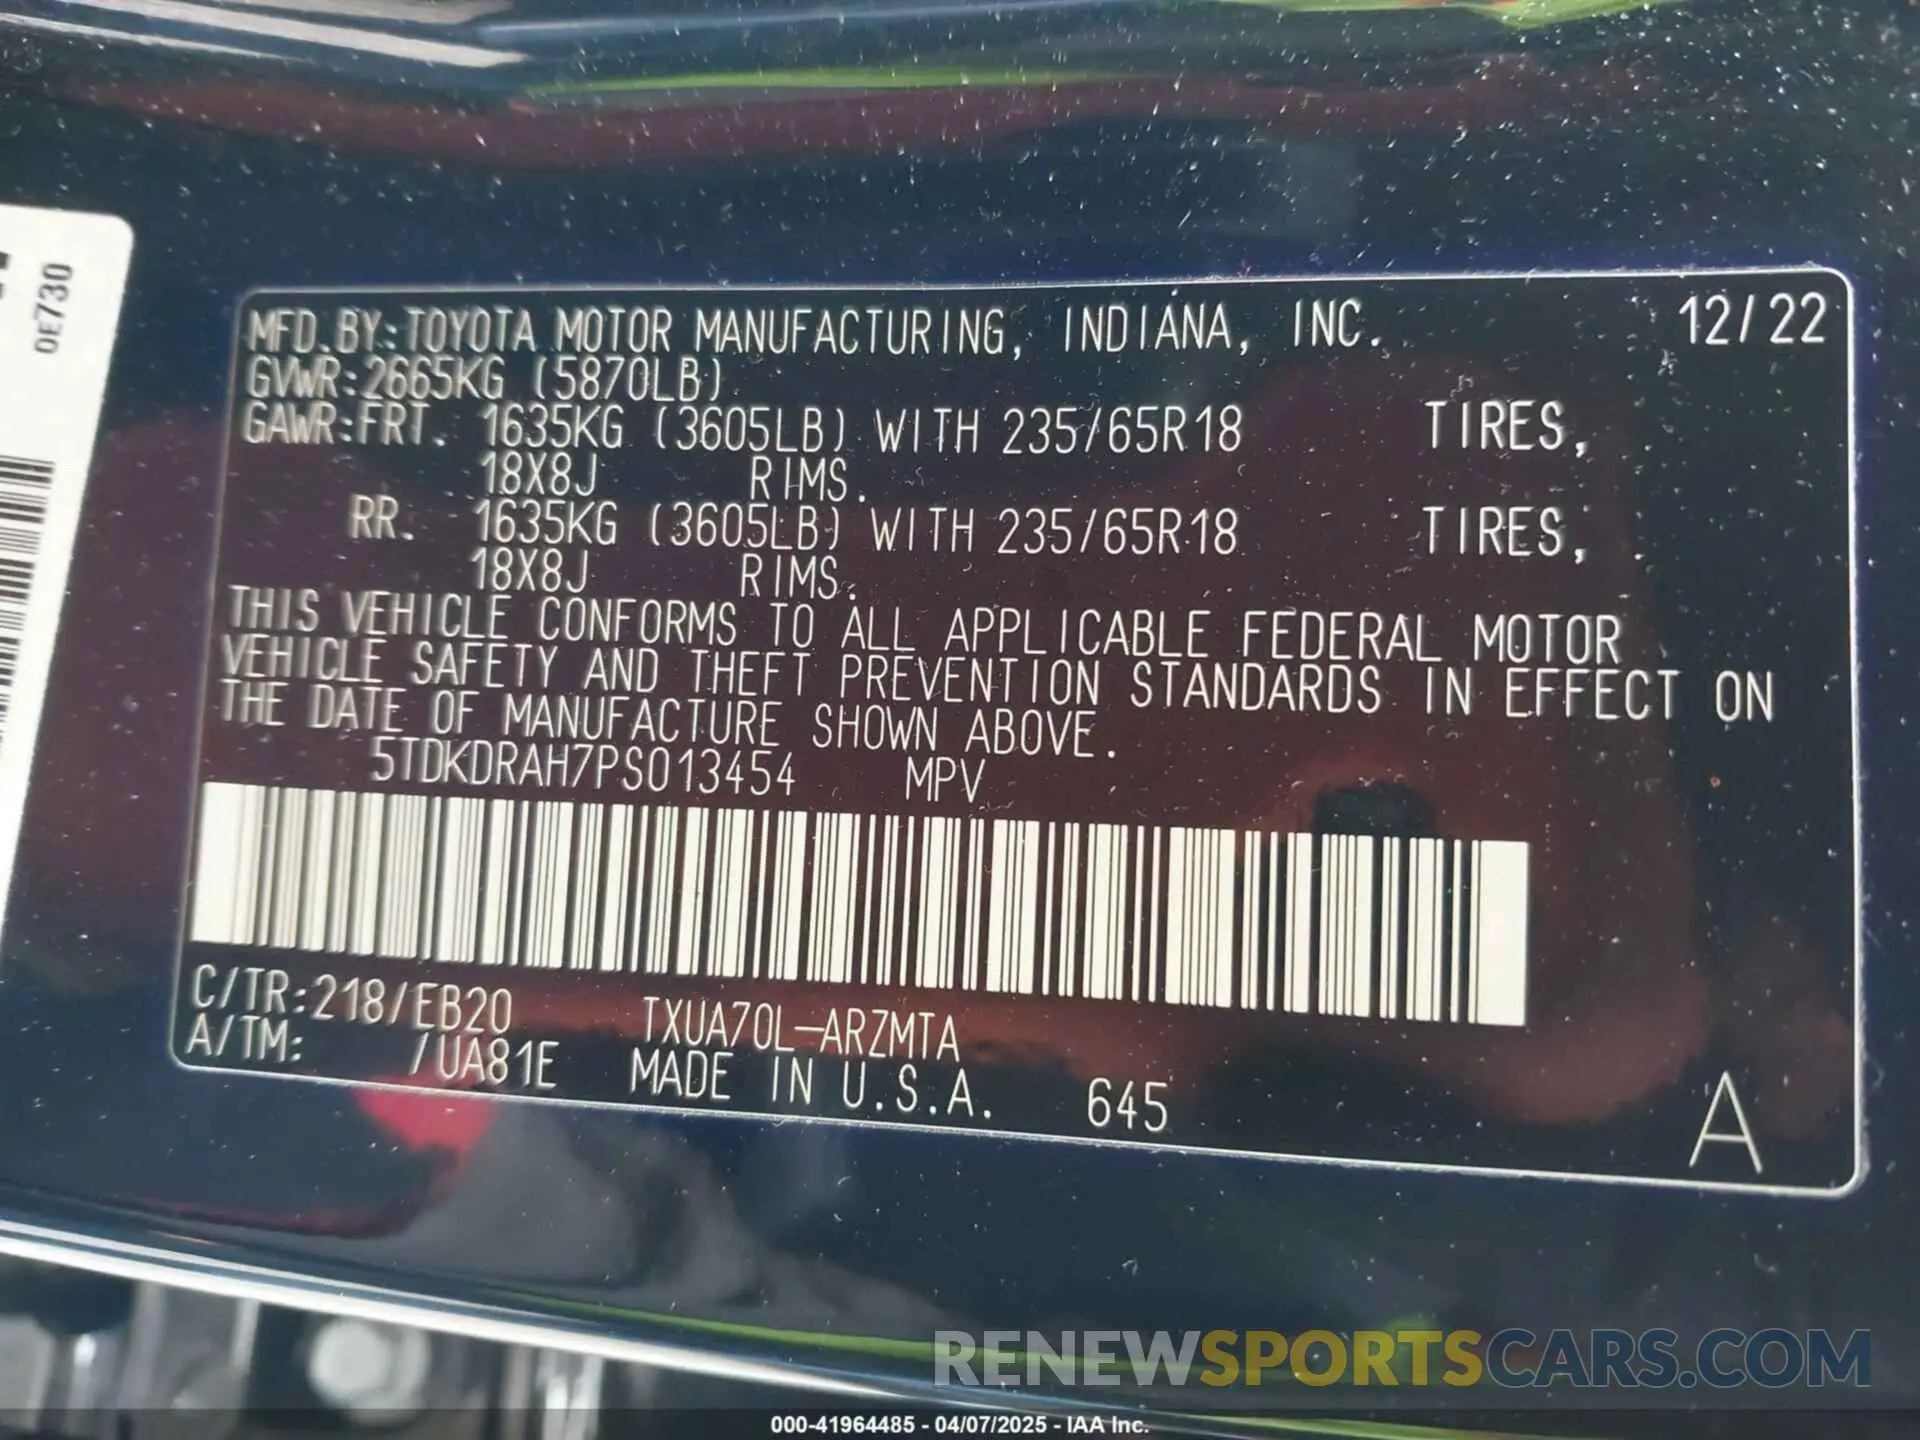 0E730
MFD.BY:TOYOTA MOTOR MANUFACTURING, INDIANA, INC. 12/22
GVWR:2665KG (5870LB)
GAWR:FRT. 1635KG (3605LB) WITH 235/65R18 TIRES,
18X8J RIMS.
RR. 1635KG (3605LB) WITH 235/65R18 TIRES,
18X8J RIMS.
THIS VEHICLE CONFORMS TO ALL APPLICABLE FEDERAL MOTOR
VEHICLE SAFETY AND THEFT PREVENTION STANDARDS IN EFFECT ON
THE DATE OF MANUFACTURE SHOWN ABOVE.
5TDKDRAH7PS013454 MPV
C/TR:218/EB20 TXUA70L-ARZMTA
A/TM: /UA81E MADE IN U.S.A. 645
A
RENEWSPORTSCARS.COM
000-41964485 - 04/07/2025 - IAA Inc.